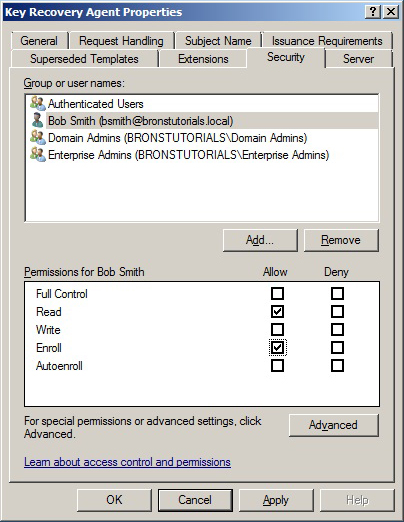 Key Recovery Agent Properties
General Request Handling Subject Name Issuance Requirements
Superseded Templates Extensions Security Server
Group or user names:
Authenticated Users
Bob Smith (bsmith@bronstutorials.local)
Domain Admins (BRONSTUTORIALS\Domain Admins)
Enterprise Admins (BRONSTUTORIALS\Enterprise Admins)
Add... Remove
Permissions for Bob Smith Allow Deny
Full Control
Read
Write
Enroll
Autoenroll
For special permissions or advanced settings, click
Advanced.
Advanced
Learn about access control and permissions
OK Cancel Apply Help